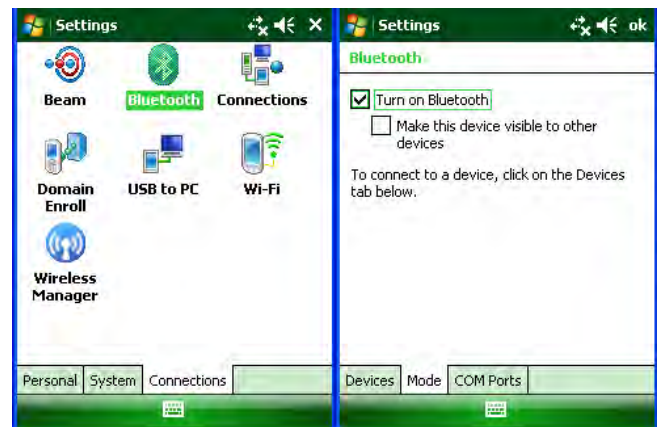 Settings
Beam
Bluetooth
Connections
Domain
Enroll
USB to PC
Wi-Fi
Wireless
Manager
Personal
System
Connections
Settings
ok
Bluetooth
Turn on Bluetooth
Make this device visible to other
devices
To connect to a device, click on the Devices
tab below.
Devices
Mode
COM Ports